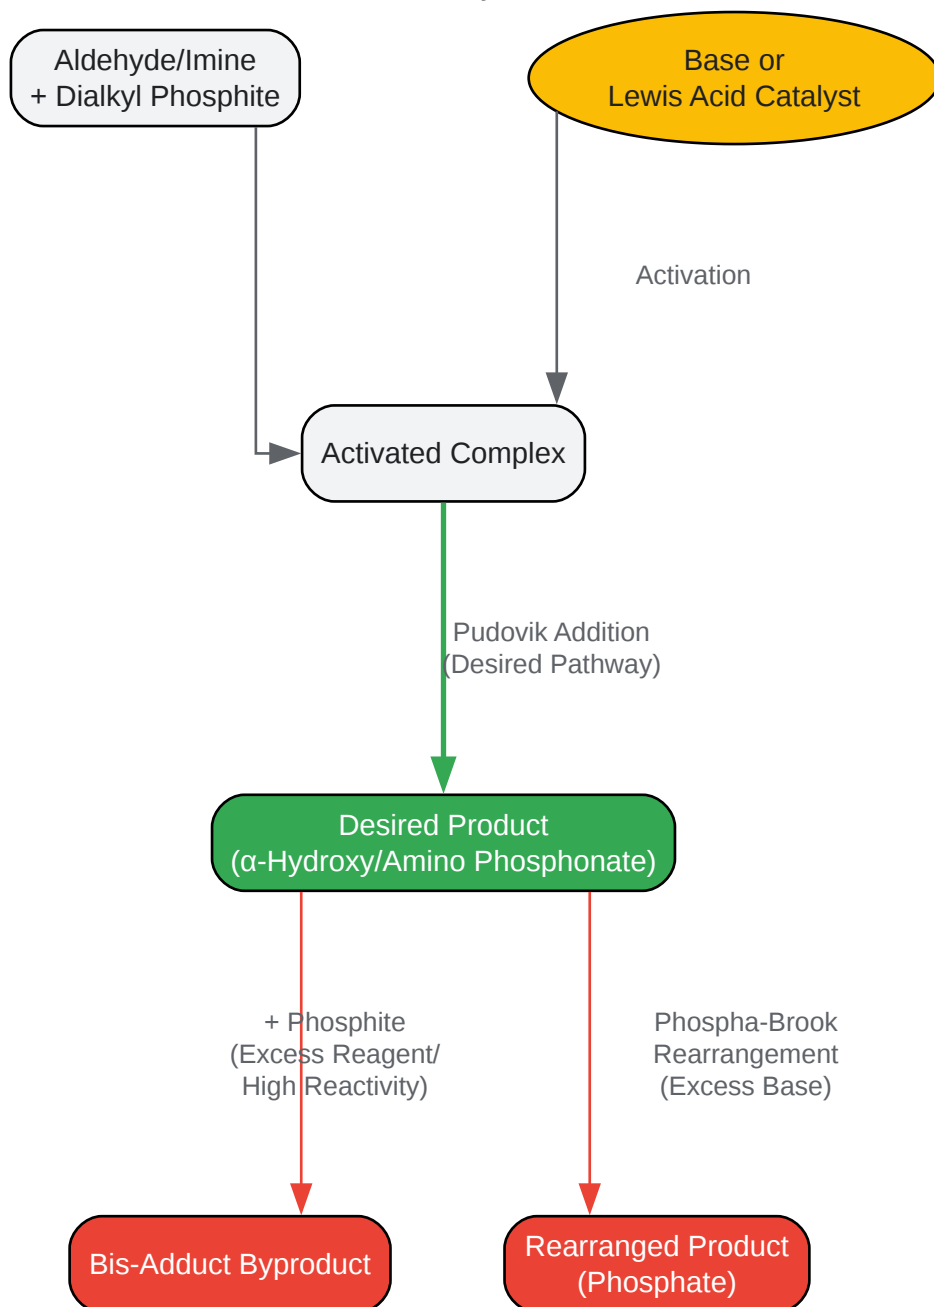 Aldehyde/Imine
+ Dialkyl Phosphite
Base or
Lewis Acid Catalyst
Activation
Activated Complex
Pudovik Addition
(Desired Pathway)
Desired Product
(α-Hydroxy/Amino Phosphonate)
+ Phosphite
(Excess Reagent/
High Reactivity)
Phospha-Brook
Rearrangement
(Excess Base)
Bis-Adduct Byproduct
Rearranged Product
(Phosphate)